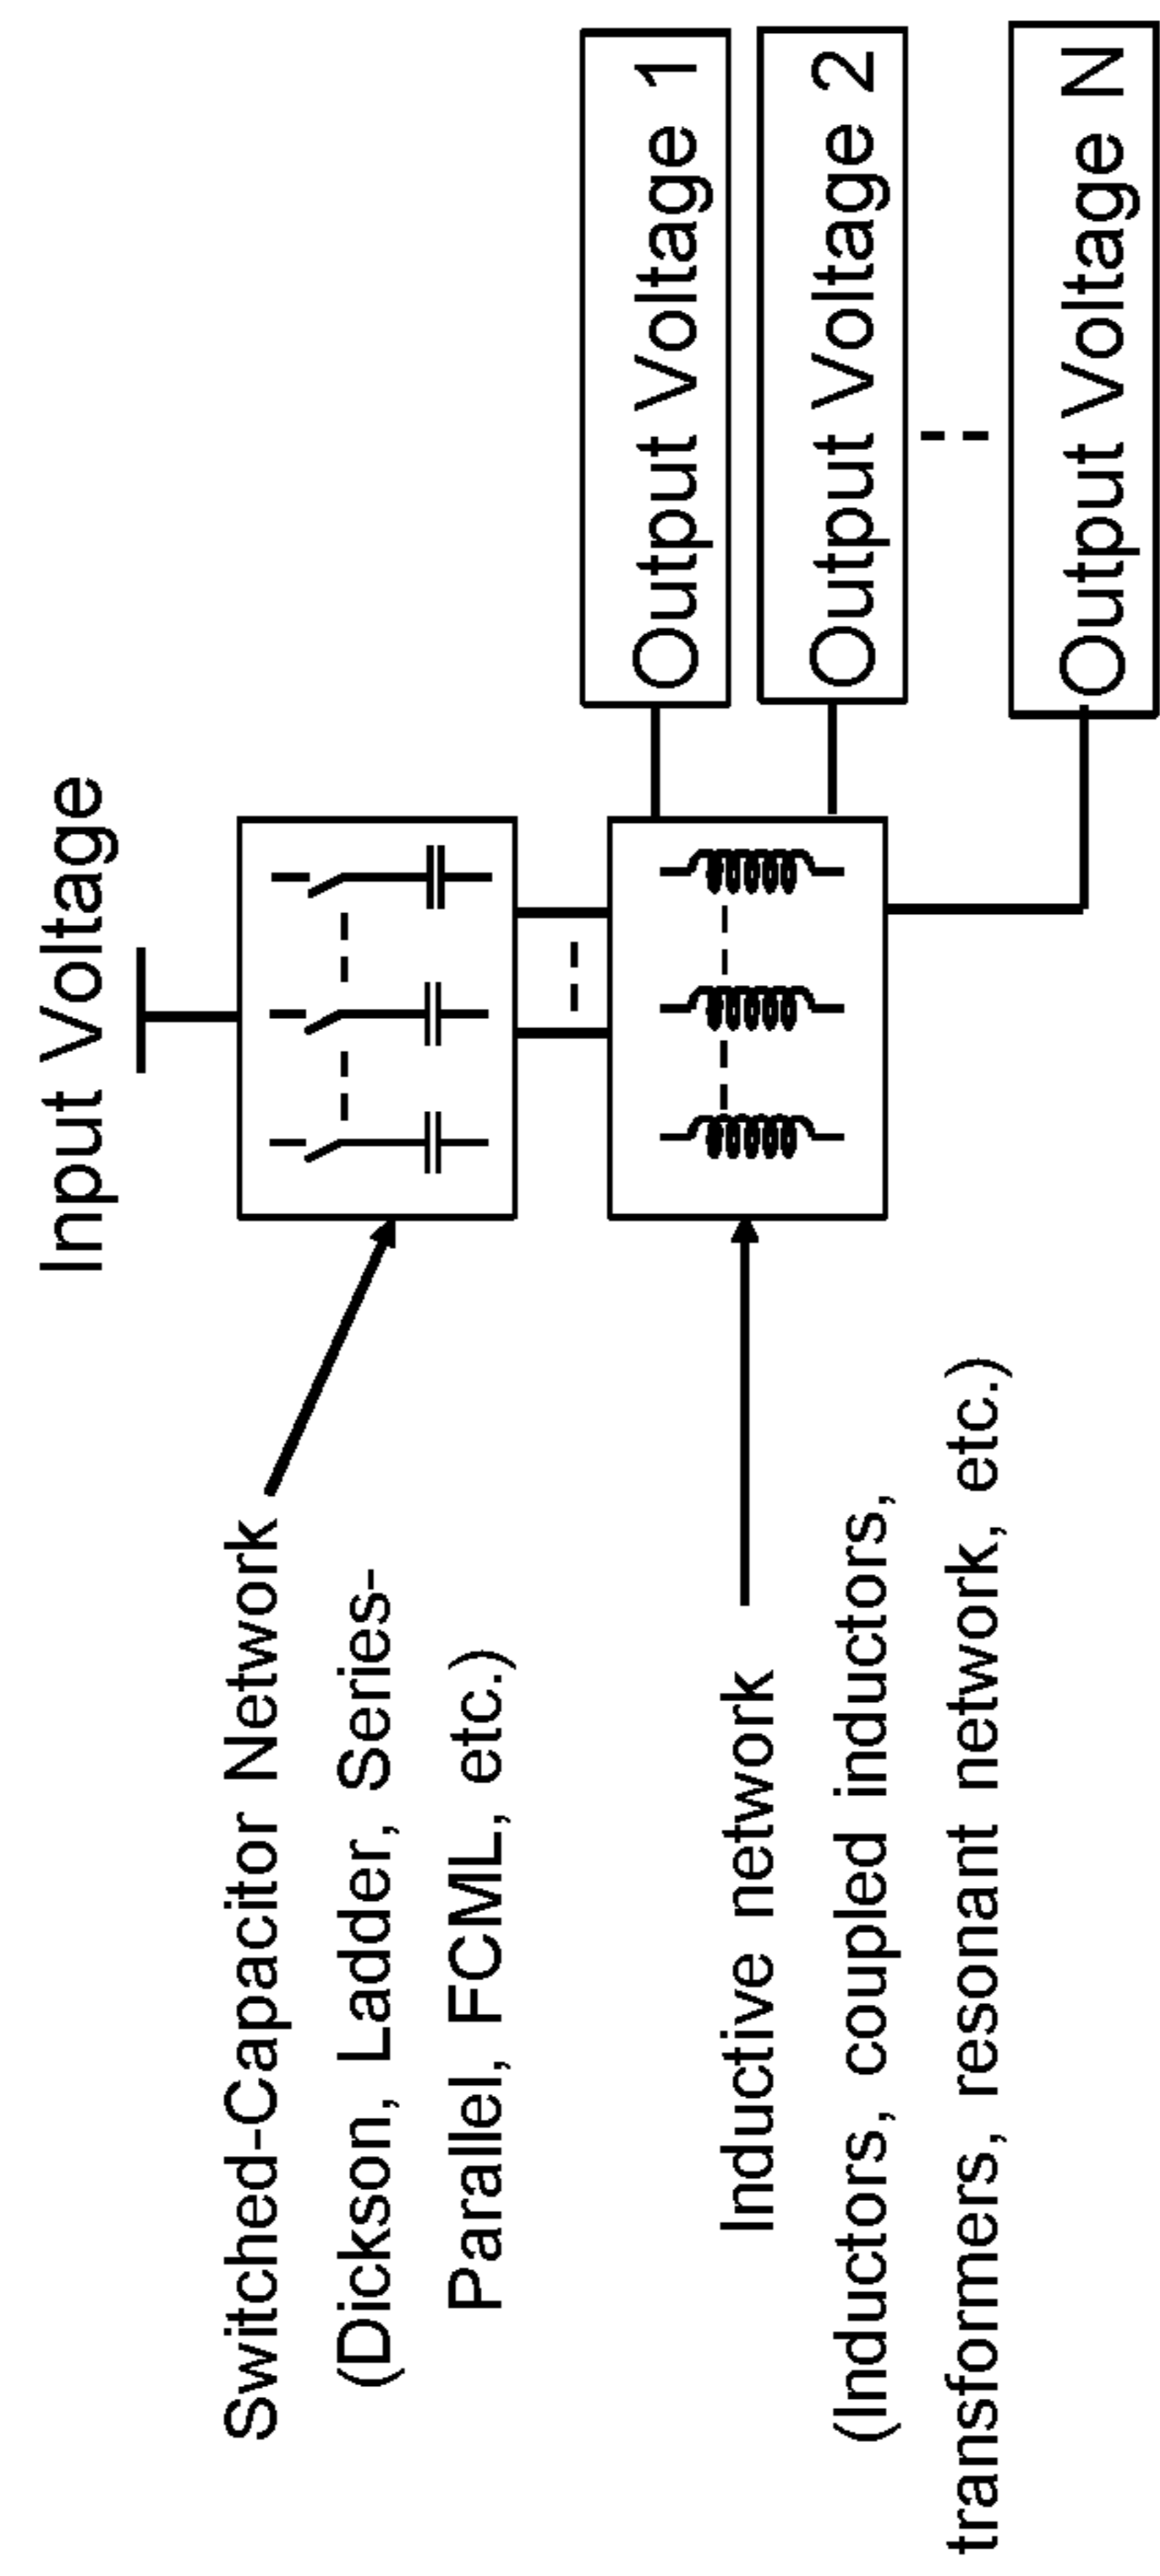 Input Voltage
Switched-Capacitor Network
(Dickson, Ladder, Series-
Parallel, FCML, etc.)
Inductive network
(Inductors, coupled inductors,
transformers, resonant network, etc.)
Output Voltage 1
Output Voltage 2
Output Voltage N